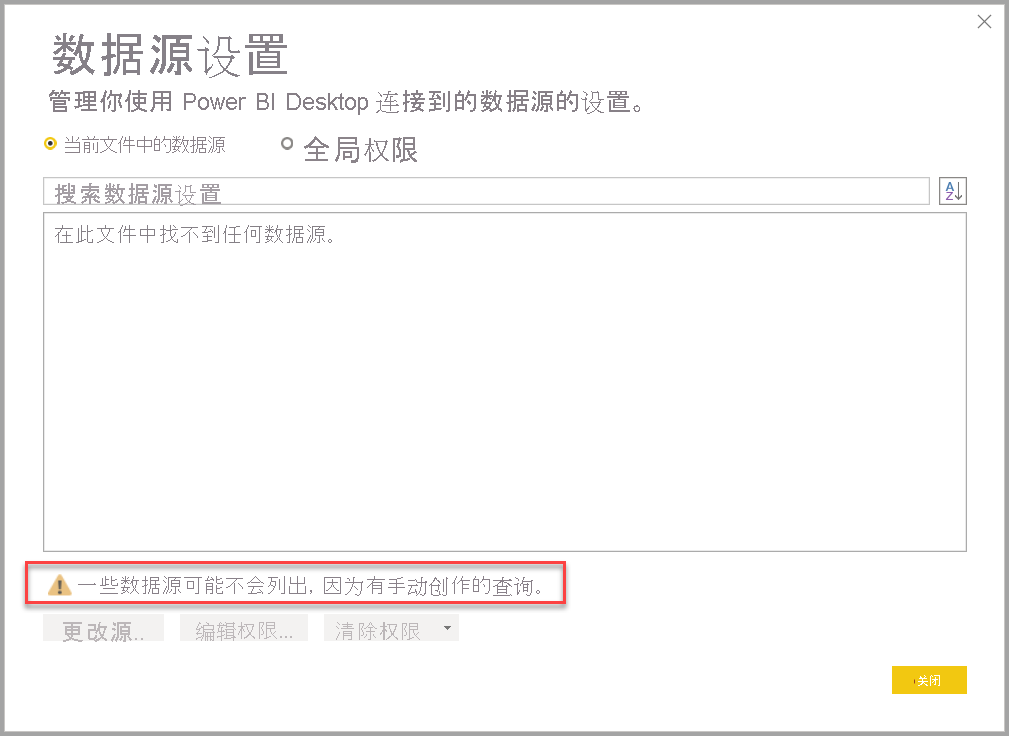 数据源设置
管理你使用 Power BI Desktop 连接到的数据源的设置。
当前文件中的数据源 全局权限
搜索数据源设置 AZ↓
在此文件中找不到任何数据源。
一些数据源可能不会列出, 因为有手动创作的查询。
更改源.. 编辑权限... 清除权限
关闭